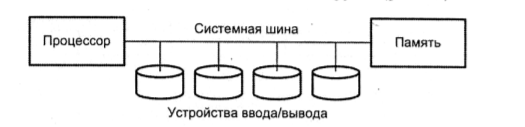 Системная шина
Процессор
Память
Устройства ввода/вывода